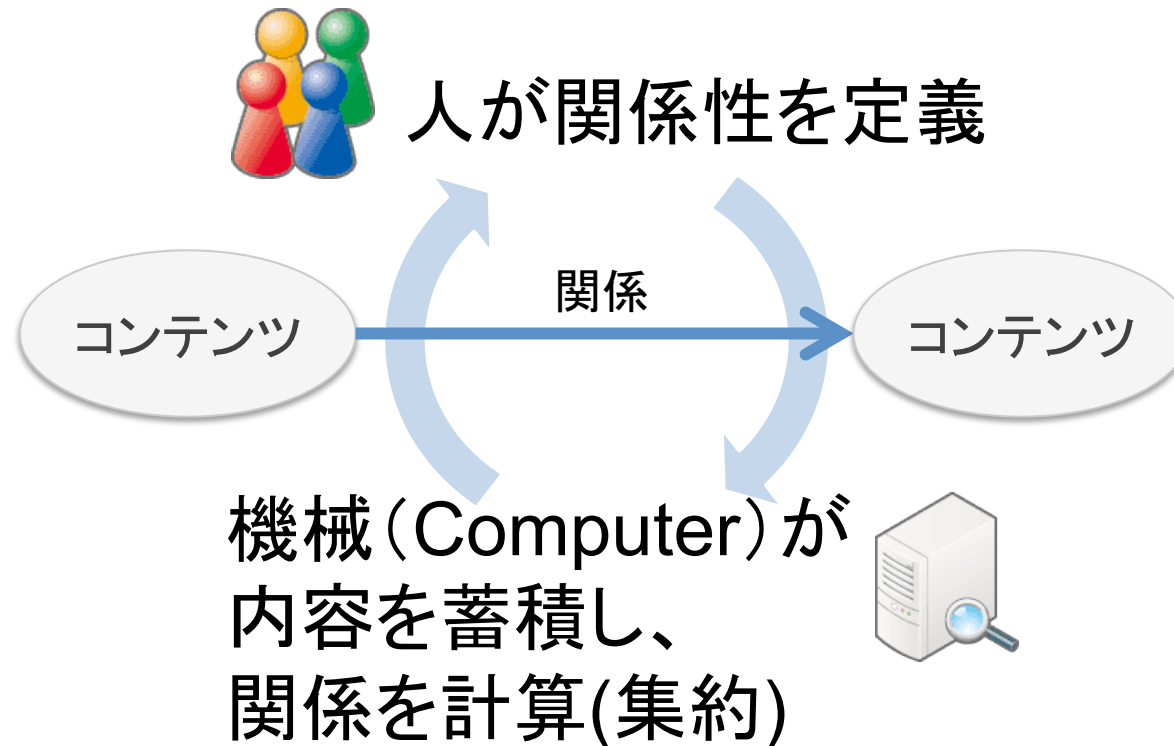 人が関係性を定義
関係
コンテンツ
コンテンツ
機械（Computer）が
内容を蓄積し、
関係を計算(集約)